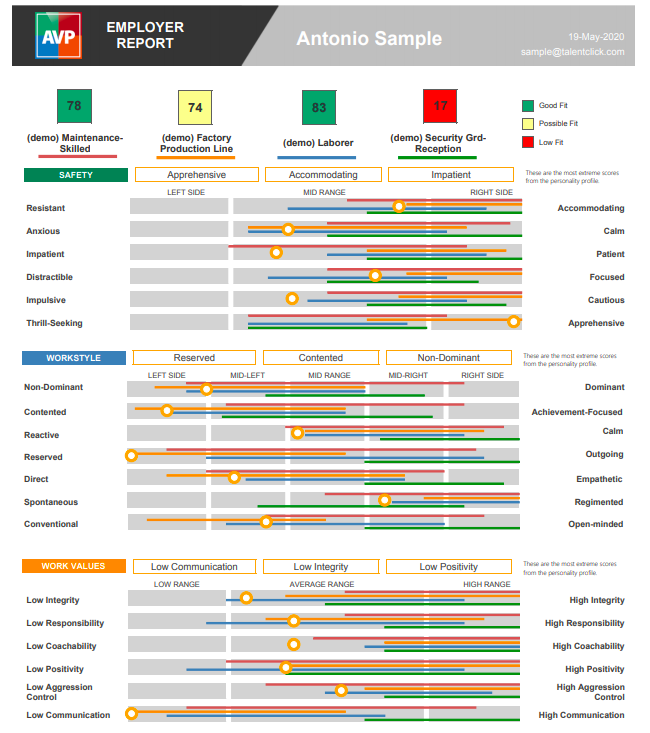 AVP
EMPLOYER
REPORT
Antonio Sample
19-May-2020
sample@talentclick.com
78
74
83
17
(demo) Maintenance-
Skilled
(demo) Factory
Production Line
(demo) Laborer
(demo) Security Grd-
Reception
Good Fit
Possible Fit
Low Fit
SAFETY
Apprehensive
Accommodating
Impatient
These are the most extreme scores
from the personality profile.
LEFT SIDE
MID RANGE
RIGHT SIDE
Resistant
Accommodating
Anxious
Calm
Impatient
Patient
Distractible
Focused
Impulsive
Cautious
Thrill-Seeking
Apprehensive
WORKSTYLE
Reserved
Contented
Non-Dominant
These are the most extreme scores
from the personality profile.
LEFT SIDE
MID-LEFT
MID RANGE
MID-RIGHT
RIGHT SIDE
Non-Dominant
Dominant
Contented
Achievement-Focused
Reactive
Calm
Reserved
Outgoing
Direct
Empathetic
Spontaneous
Regimented
Conventional
Open-minded
WORK VALUES
Low Communication
Low Integrity
Low Positivity
These are the most extreme scores
from the personality profile.
LOW RANGE
AVERAGE RANGE
HIGH RANGE
Low Integrity
High Integrity
Low Responsibility
High Responsibility
Low Coachability
High Coachability
Low Positivity
High Positivity
Low Aggression
Control
High Aggression
Control
Low Communication
High Communication